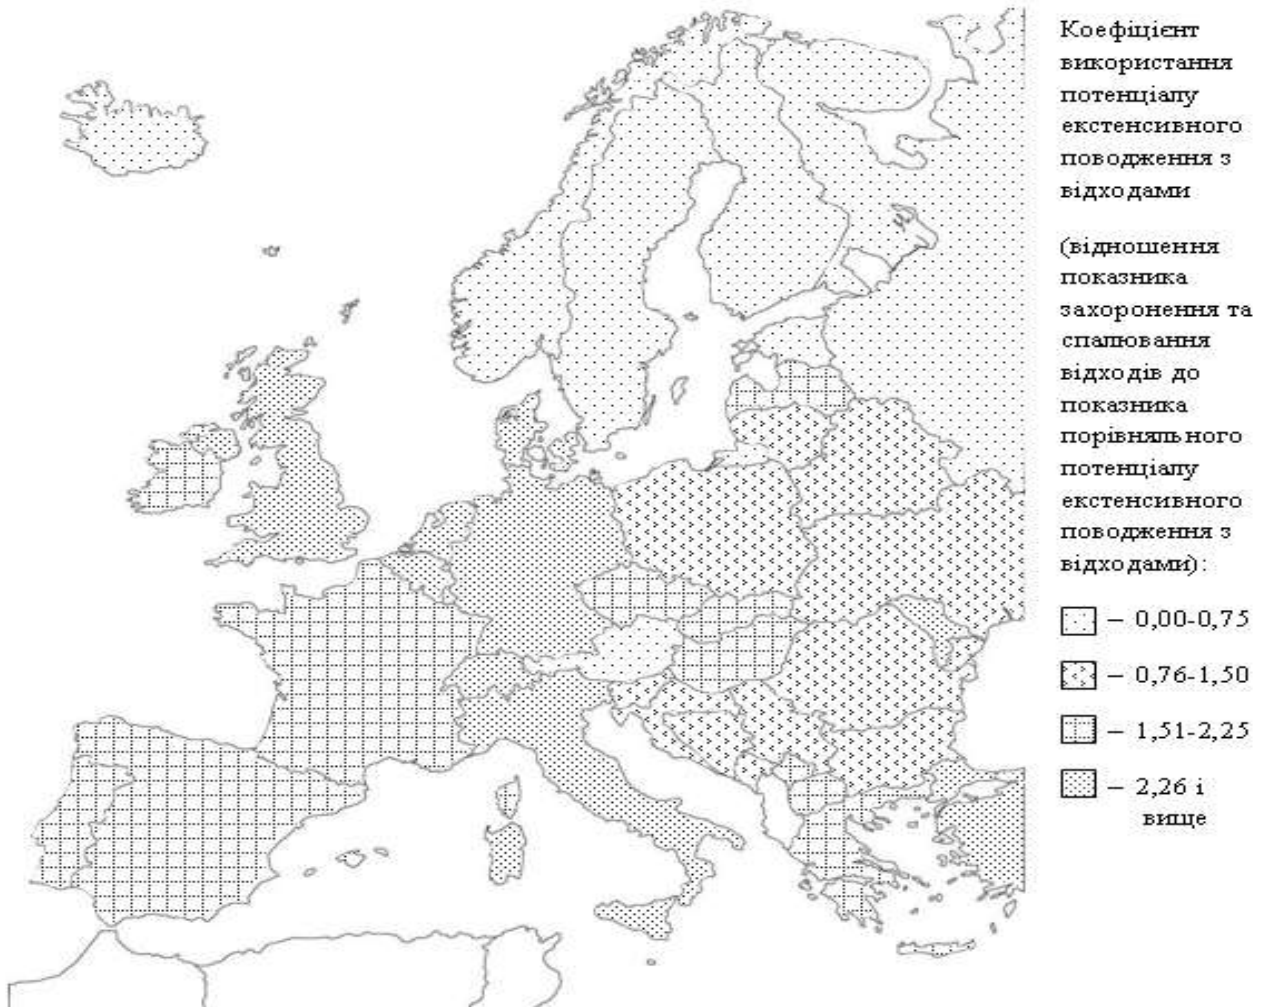 Коефіцієнт
використання
потенціалу
екстенсивного
поводження з
відходами
(відношення
показника
захоронення та
спалювання
відходів до
показника
порівняльного
потенціалу
екстенсивного
поводження з
відходами):
– 0,00-0,75
– 0,76-1,50
– 1,51-2,25
– 2,26 і
вище